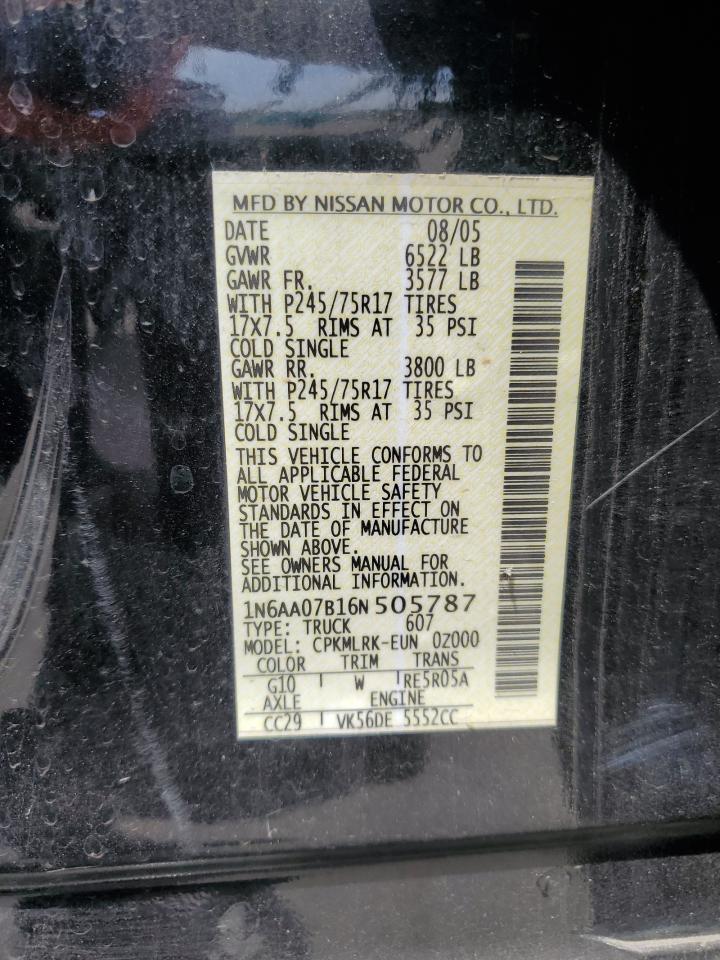 MFD BY NISSAN MOTOR CO., LTD.
DATE 08/05
GVWR 6522 LB
GAWR FR. 3577 LB
WITH P245/75R17 TIRES
17X7.5 RIMS AT 35 PSI
COLD SINGLE
GAWR RR. 3800 LB
WITH P245/75R17 TIRES
17X7.5 RIMS AT 35 PSI
COLD SINGLE
THIS VEHICLE CONFORMS TO
ALL APPLICABLE FEDERAL
MOTOR VEHICLE SAFETY
STANDARDS IN EFFECT ON
THE DATE OF MANUFACTURE
SHOWN ABOVE.
SEE OWNERS MANUAL FOR
ADDITIONAL INFORMATION.
1N6AA07B16N505787
TYPE: TRUCK 607
MODEL: CPKMLRK-EUN 0Z000
COLOR TRIM TRANS
G10 W RE5R05A
AXLE ENGINE
CC29 VK56DE 5552CC